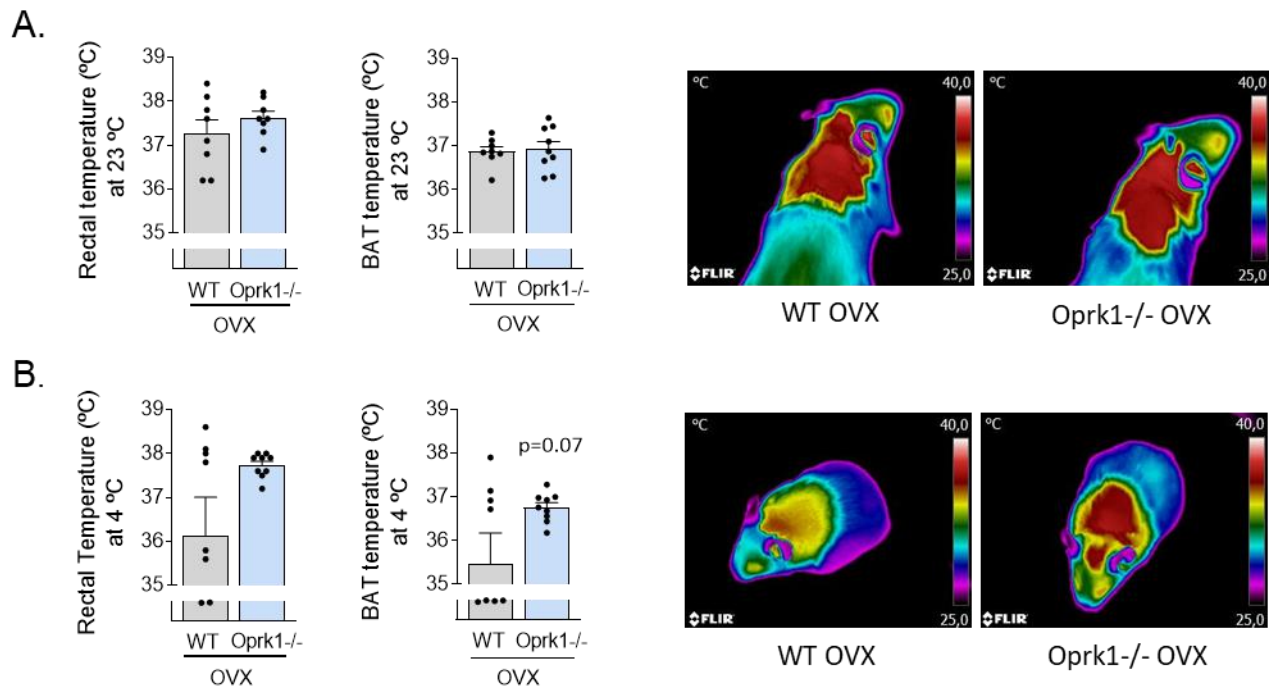 A.
Rectal temperature (ºC)
at 23 ºC
39
38
37
36
35
WT Oprk1-/-
OVX
BAT temperature (ºC)
at 23 ºC
39
38
37
36
35
WT Oprk1-/-
OVX
ºC
40,0
25,0
FLIR
WT OVX
ºC
40,0
25,0
FLIR
Oprk1-/- OVX
B.
Rectal Temperature (ºC)
at 4 ºC
39
38
37
36
35
WT Oprk1-/-
OVX
BAT temperature (ºC)
at 4 ºC
39
38
37
36
35
p=0.07
WT Oprk1-/-
OVX
ºC
40,0
25,0
FLIR
WT OVX
ºC
40,0
25,0
FLIR
Oprk1-/- OVX